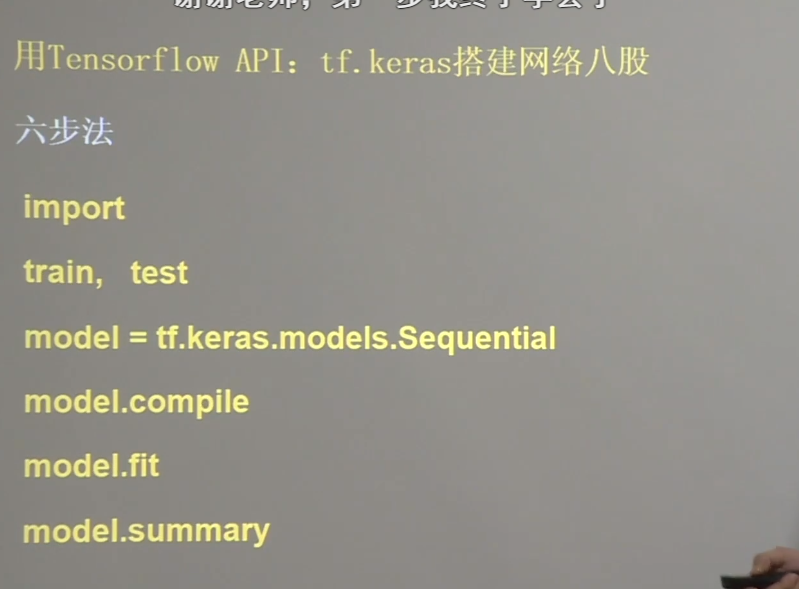 用Tensorflow API：tf.keras搭建网络八股
六步法
import
train， test
model = tf.keras.models.Sequential
model.compile
model.fit
model.summary